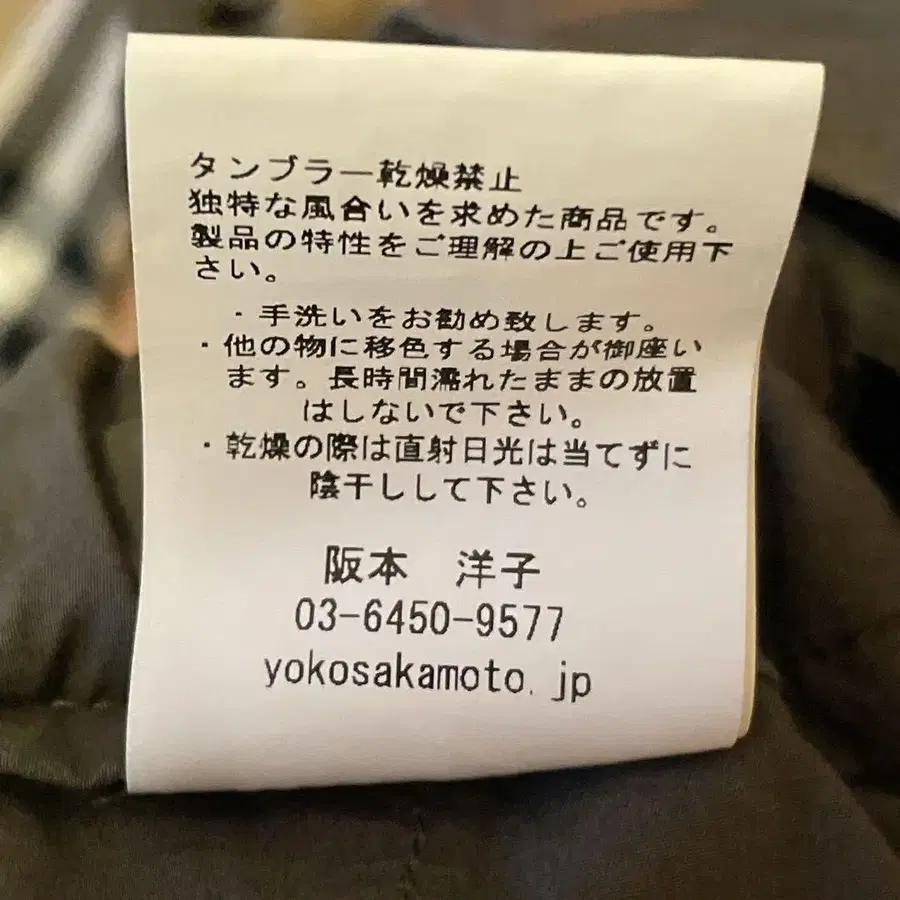 タンブラー乾燥禁止
独特な風合いを求めた商品です。
製品の特性をご理解の上ご使用下
さい。
・手洗いをお勧め致します。
・他の物に移色する場合が御座い
ます。長時間濡れたままの放置
はしないで下さい。
・乾燥の際は直射日光は当てずに
陰干しして下さい。
阪本　洋子
03-6450-9577
yokosakamoto.jp